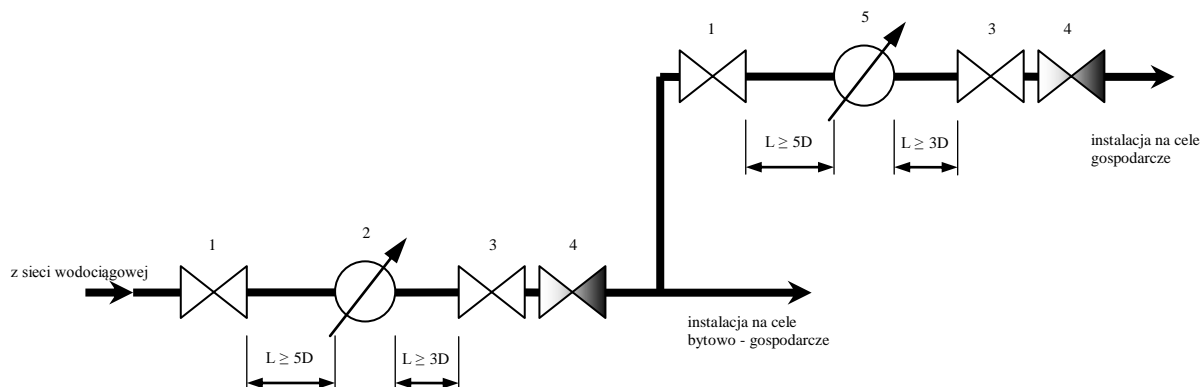 1
5
3
4
L ≥ 5D
L ≥ 3D
instalacja na cele
gospodarcze
1
2
3
4
z sieci wodociągowej
instalacja na cele
bytowo - gospodarcze
L ≥ 5D
L ≥ 3D